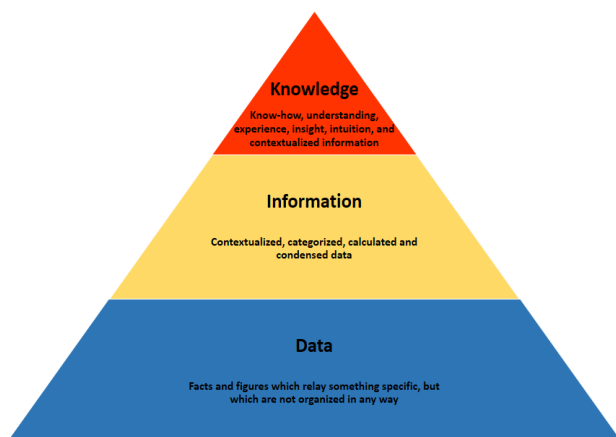 Knowledge
Know-how, understanding,
experience, insight, intuition, and
contextualized information
Information
Contextualized, categorized, calculated and
condensed data
Data
Facts and figures which relay something specific, but
which are not organized in any way